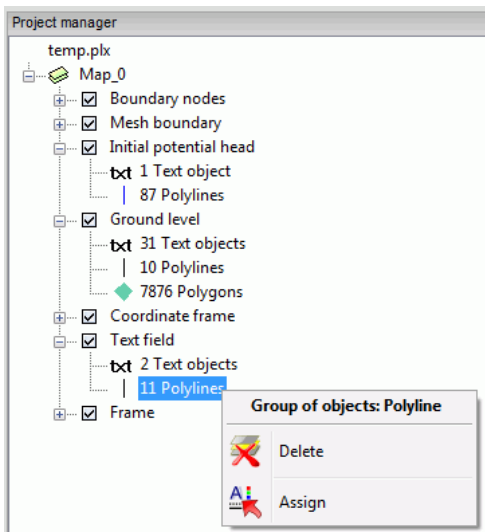 Project manager
temp.plx
Map_0
Boundary nodes
Mesh boundary
Initial potential head
txt 1 Text object
87 Polylines
Ground level
txt 31 Text objects
10 Polylines
7876 Polygons
Coordinate frame
Text field
txt 2 Text objects
11 Polylines
Frame
Group of objects: Polyline
Delete
A Assign